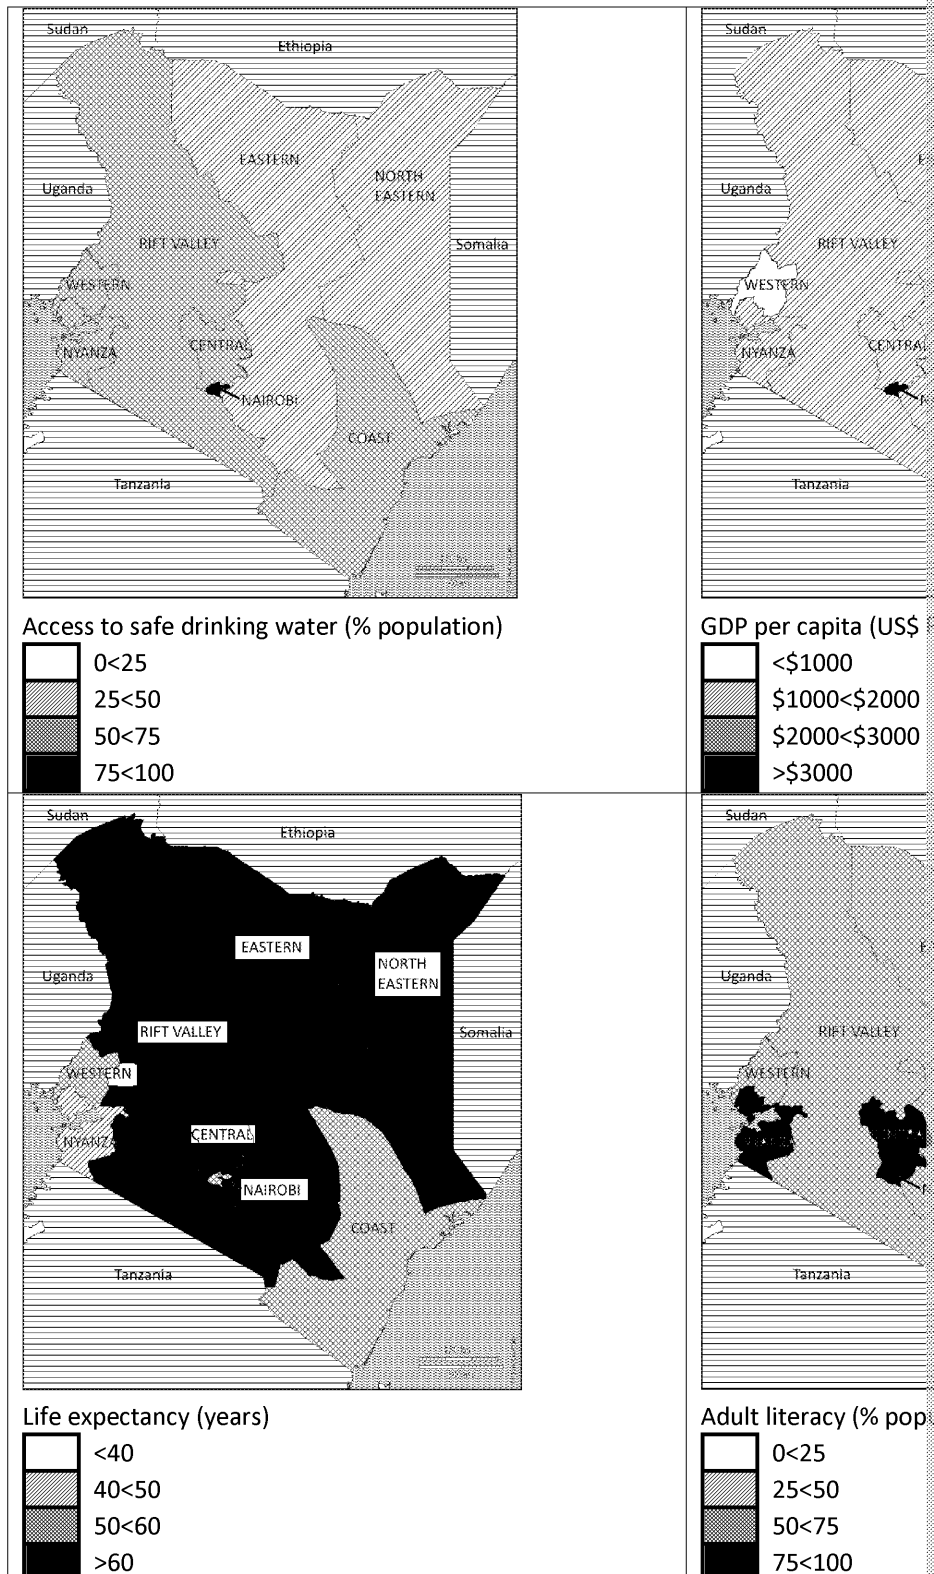 Sudan
Ethiopia
EASTERN
NORTH
EASTERN
Uganda
RIFT VALLEY
Somalia
WESTERN
NYANZA
CENTRAL
NAIROBI
COAST
Tanzania
Access to safe drinking water (% population)
0<25
25<50
50<75
75<100
Sudan
Uganda
RIFT VALLEY
WESTERN
NYANZA
CENTRAL
Tanzania
GDP per capita (US$
<$1000
$1000<$2000
$2000<$3000
>$3000
Sudan
Ethiopia
EASTERN
NORTH
EASTERN
Uganda
RIFT VALLEY
Somalia
WESTERN
NYANZA
CENTRAL
NAIROBI
COAST
Tanzania
Life expectancy (years)
<40
40<50
50<60
>60
Sudan
Uganda
RIFT VALLEY
WESTERN
Tanzania
Adult literacy (% pop
0<25
25<50
50<75
75<100